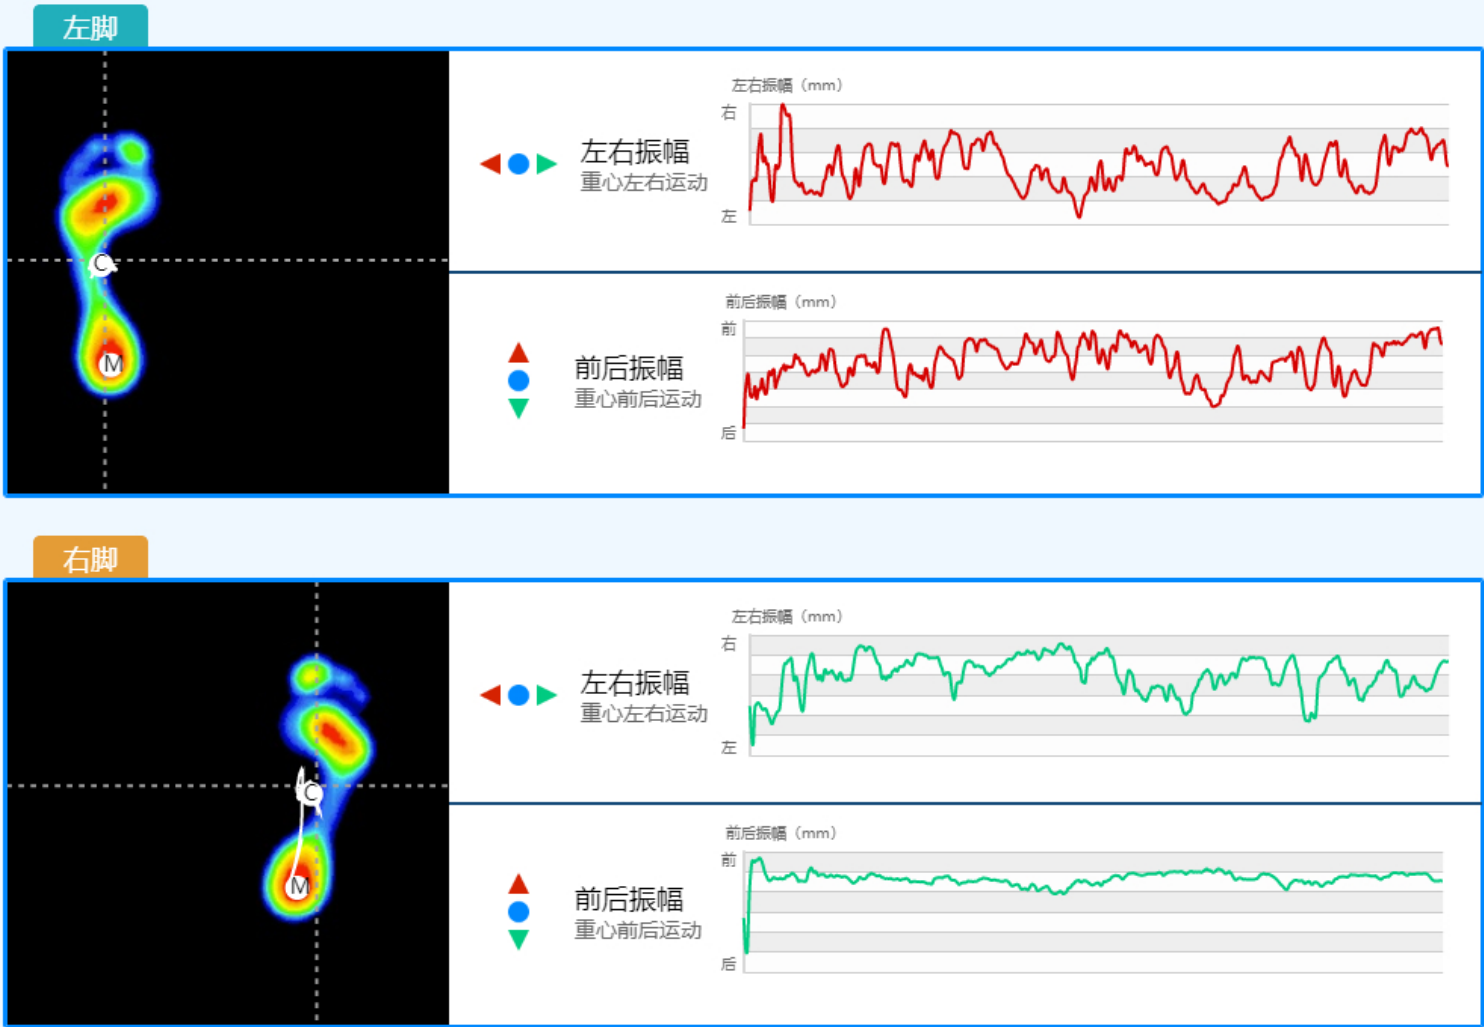 左脚
C
M
左右振幅
重心左右运动
左右振幅（mm）
右
左
前后振幅
重心前后运动
前后振幅（mm）
前
后
右脚
C
M
左右振幅
重心左右运动
左右振幅（mm）
右
左
前后振幅
重心前后运动
前后振幅（mm）
前
后